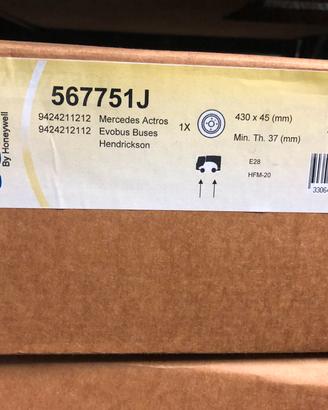 567751J
9424211212 Mercedes Actros
9424212112 Evobus Buses
Hendrickson
1X
430 x 45 (mm)
Min. Th. 37 (mm)
E28
HFM-20
By Honeywell